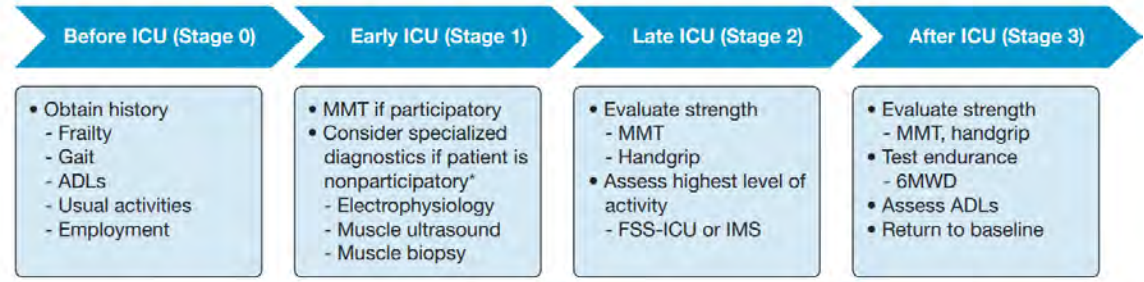 Before ICU (Stage 0)
Early ICU (Stage 1)
Late ICU (Stage 2)
After ICU (Stage 3)
• Obtain history
- Frailty
- Gait
- ADLs
- Usual activities
- Employment
• MMT if participatory
• Consider specialized
diagnostics if patient is
nonparticipatory*
- Electrophysiology
- Muscle ultrasound
- Muscle biopsy
• Evaluate strength
- MMT
- Handgrip
• Assess highest level of
activity
- FSS-ICU or IMS
• Evaluate strength
- MMT, handgrip
• Test endurance
- 6MWD
• Assess ADLs
• Return to baseline